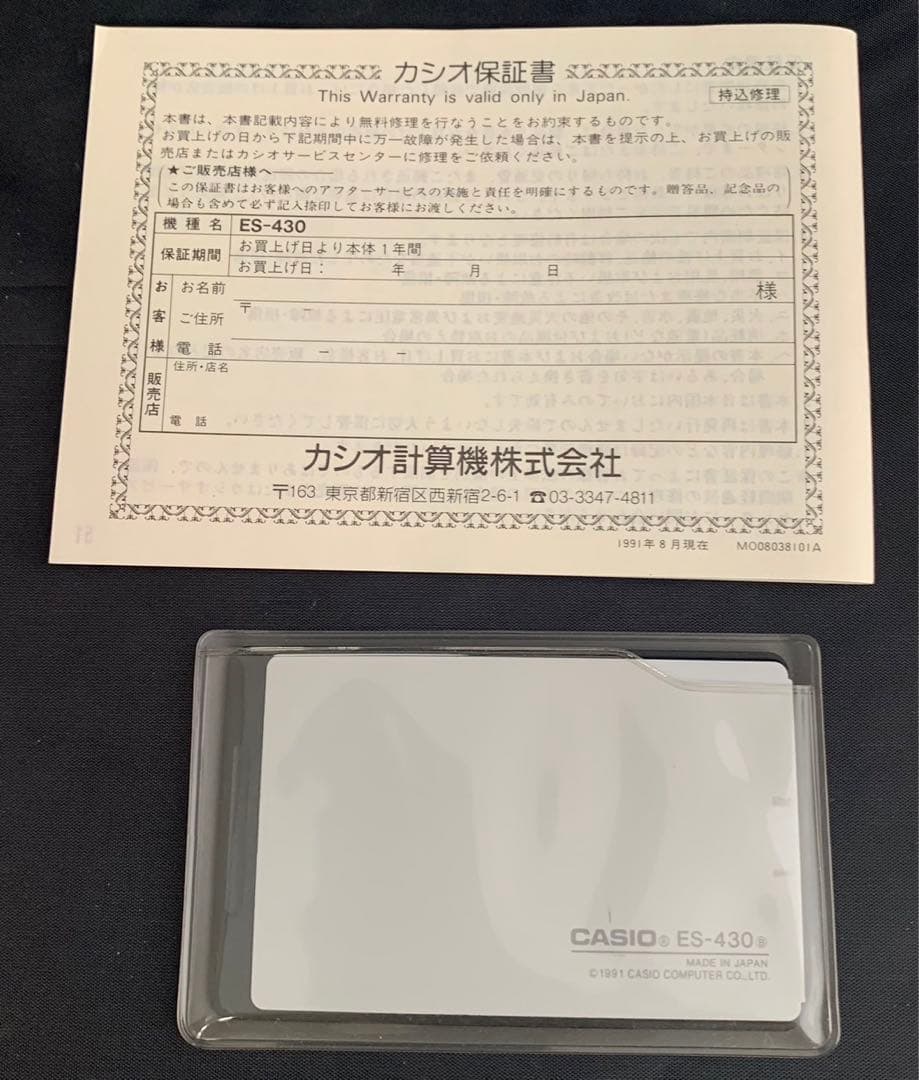 カシオ保証書
This Warranty is valid only in Japan.
持込修理
本書は、本書記載内容により無料修理を行なうことをお約束するものです。
お買上げの日から下記期間中に万一故障が発生した場合は、本書を提示の上、お買上げの販
売店またはカシオサービスセンターに修理をご依頼ください。
★ご販売店様へ
この保証書はお客様へのアフターサービスの実施と責任を明確にするものです。贈答品、記念品の
場合も含めて必ず記入捺印してお客様にお渡しください。
機種名 ES-430
保証期間 お買上げ日より本体1年間
お買上げ日： 年 月 日
お客様 お名前 様
ご住所 〒 －
電話 － －
販売店 住所・店名
電話
カシオ計算機株式会社
〒163 東京都新宿区西新宿2-6-1 ☎03-3347-4811
1991年8月現在 MO08038101A
CASIO® ES-430Ⓑ
MADE IN JAPAN
©1991 CASIO COMPUTER CO.,LTD.